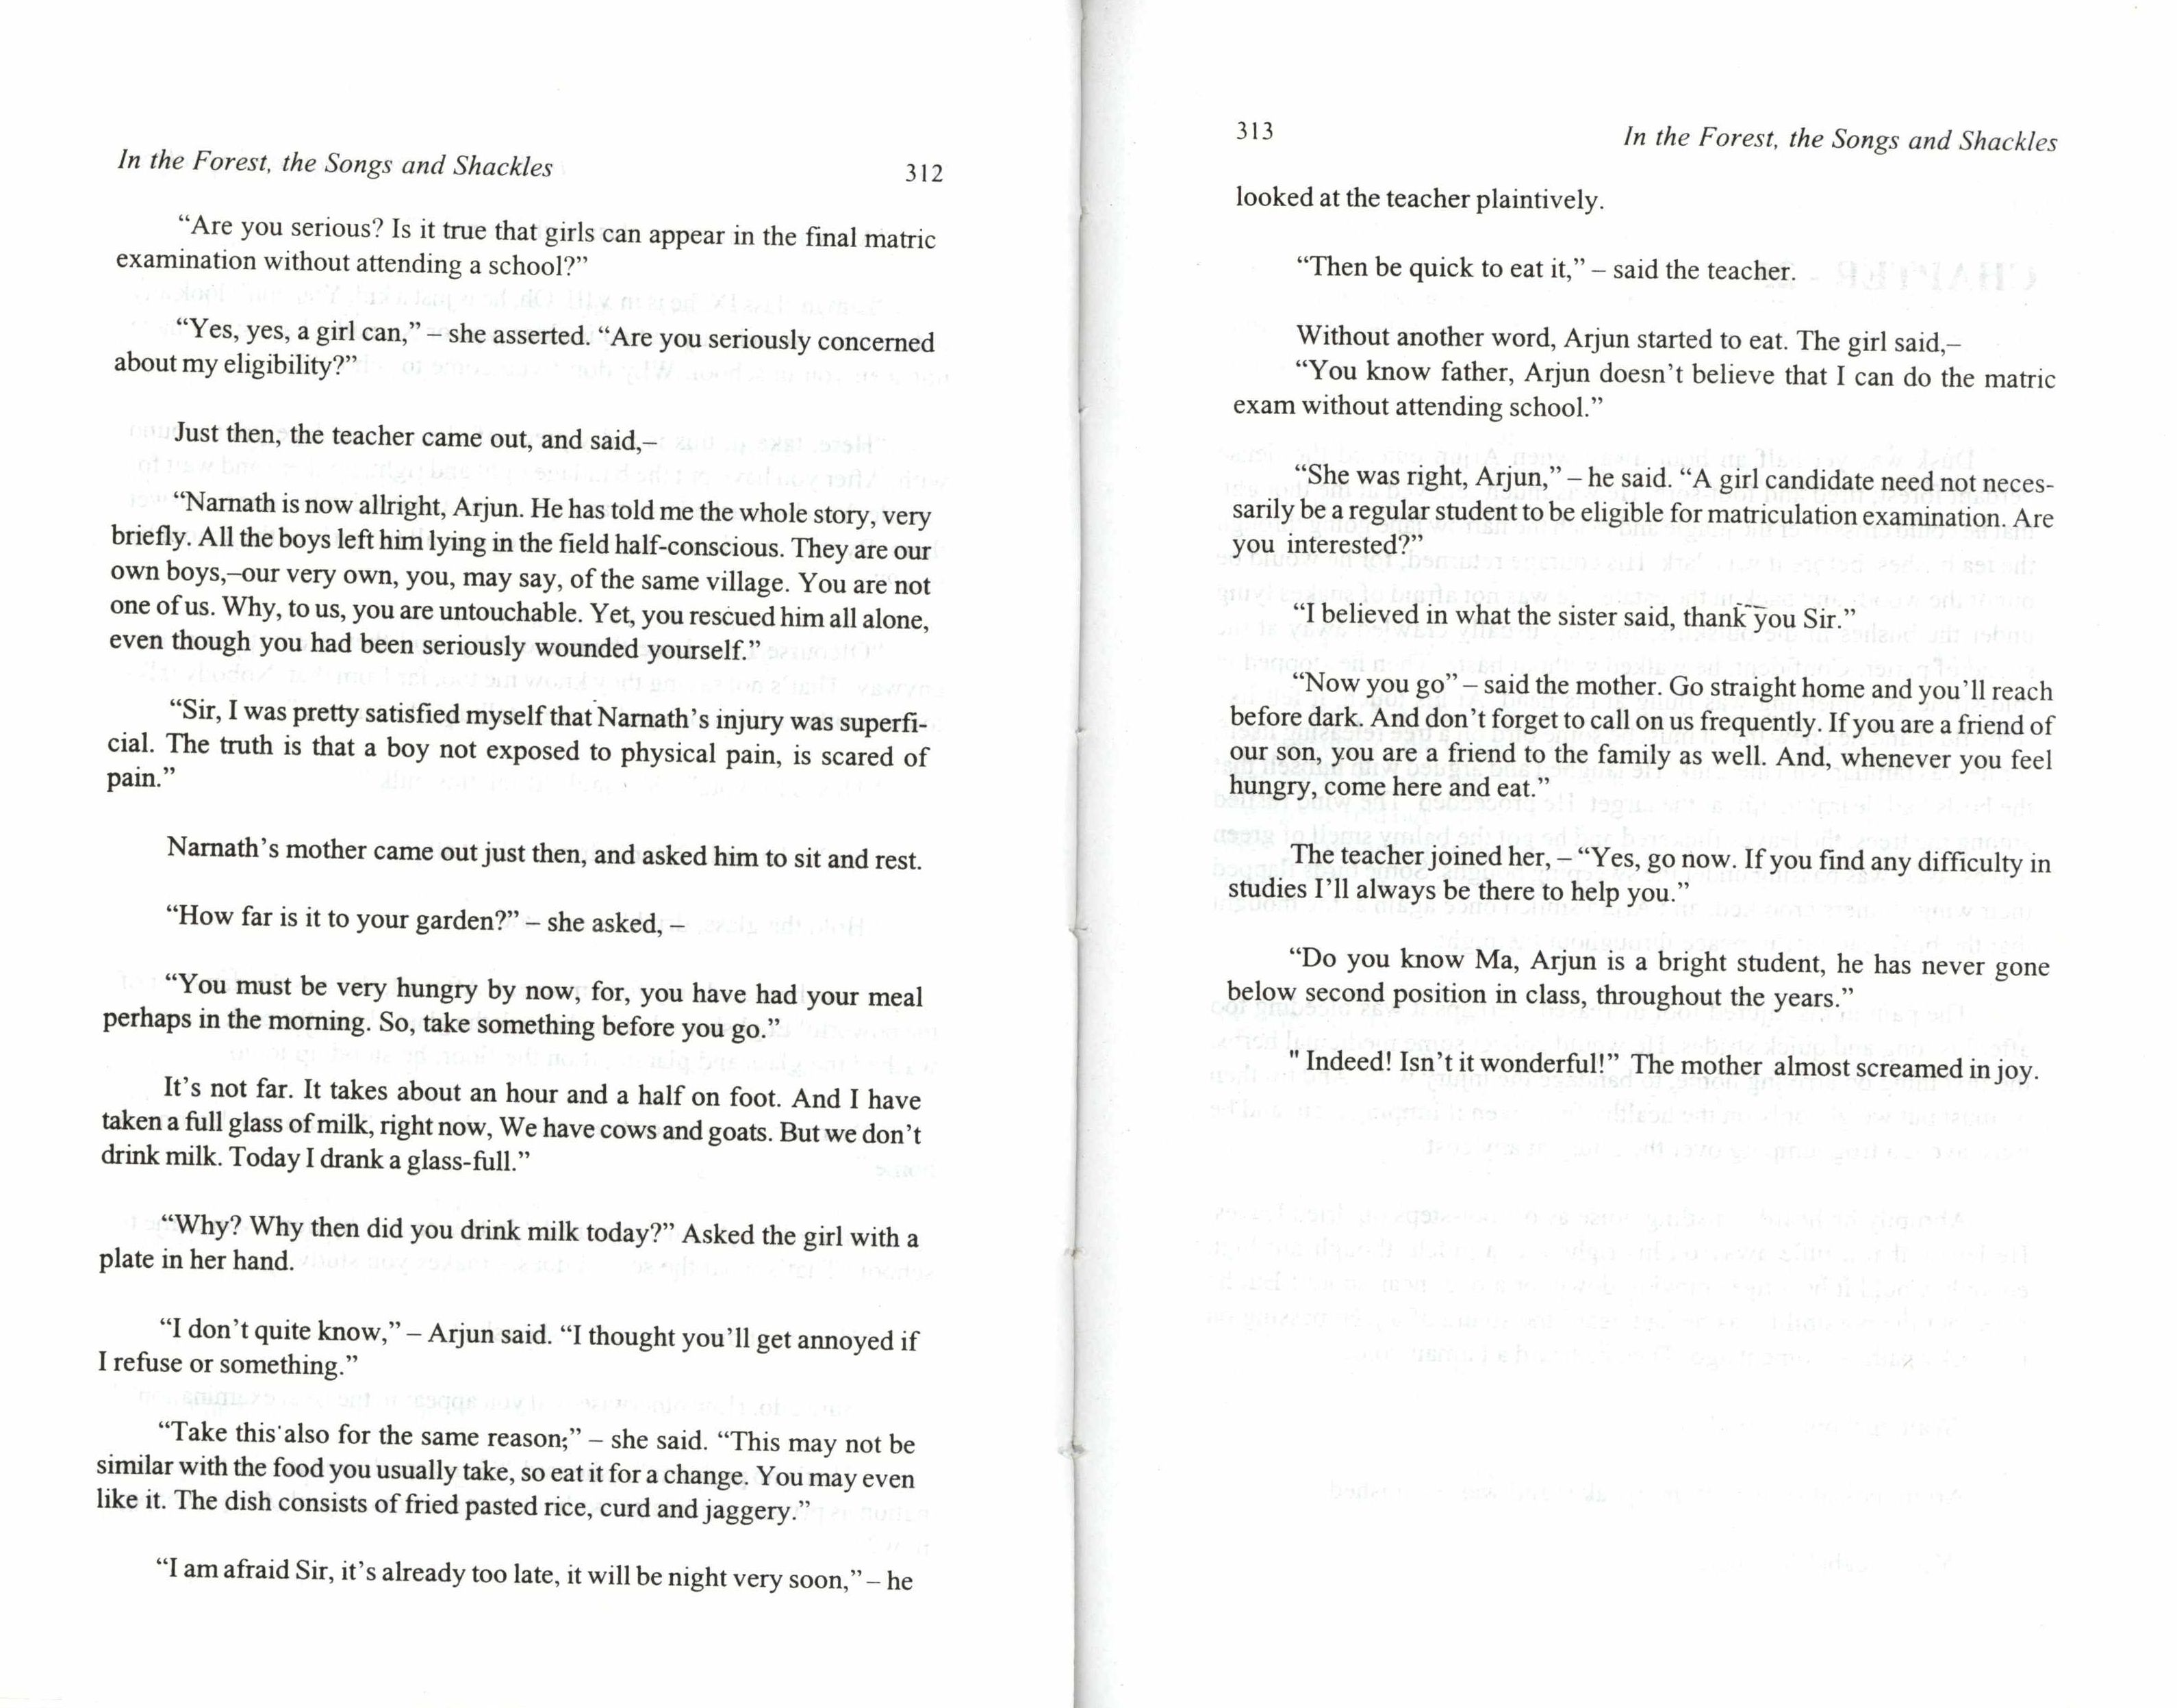 In the Forest, the Songs and Shackles 312
“Are you serious? Is it true that girls can appear in the final matric
examination without attending a school?”
“Yes, yes, a girl can,” – she asserted. “Are you seriously concerned
about my eligibility?”
Just then, the teacher came out, and said,–
“Narnath is now allright, Arjun. He has told me the whole story, very
briefly. All the boys left him lying in the field half-conscious. They are our
own boys,–our very own, you, may say, of the same village. You are not
one of us. Why, to us, you are untouchable. Yet, you rescued him all alone,
even though you had been seriously wounded yourself.”
“Sir, I was pretty satisfied myself that Narnath’s injury was superfi-
cial. The truth is that a boy not exposed to physical pain, is scared of
pain.”
Narnath’s mother came out just then, and asked him to sit and rest.
“How far is it to your garden?” – she asked, –
“You must be very hungry by now, for, you have had your meal
perhaps in the morning. So, take something before you go.”
It’s not far. It takes about an hour and a half on foot. And I have
taken a full glass of milk, right now, We have cows and goats. But we don’t
drink milk. Today I drank a glass-full.”
“Why? Why then did you drink milk today?” Asked the girl with a
plate in her hand.
“I don’t quite know,” – Arjun said. “I thought you’ll get annoyed if
I refuse or something.”
“Take this also for the same reason;” – she said. “This may not be
similar with the food you usually take, so eat it for a change. You may even
like it. The dish consists of fried pasted rice, curd and jaggery.”
“I am afraid Sir, it’s already too late, it will be night very soon,” – he
313 In the Forest, the Songs and Shackles
looked at the teacher plaintively.
“Then be quick to eat it,” – said the teacher.
Without another word, Arjun started to eat. The girl said,–
“You know father, Arjun doesn’t believe that I can do the matric
exam without attending school.”
“She was right, Arjun,” – he said. “A girl candidate need not neces-
sarily be a regular student to be eligible for matriculation examination. Are
you interested?”
“I believed in what the sister said, thank you Sir.”
“Now you go” – said the mother. Go straight home and you’ll reach
before dark. And don’t forget to call on us frequently. If you are a friend of
our son, you are a friend to the family as well. And, whenever you feel
hungry, come here and eat.”
The teacher joined her, – “Yes, go now. If you find any difficulty in
studies I’ll always be there to help you.”
“Do you know Ma, Arjun is a bright student, he has never gone
below second position in class, throughout the years.”
" Indeed! Isn’t it wonderful!” The mother almost screamed in joy.